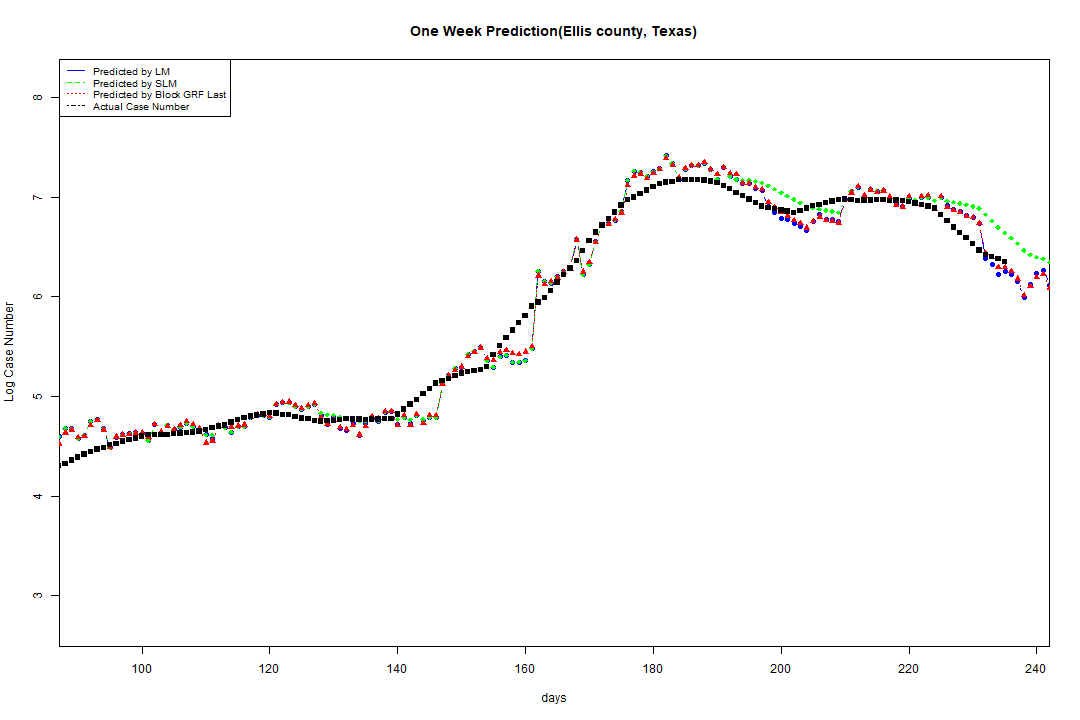 One Week Prediction(Ellis county, Texas)
Predicted by LM
Predicted by SLM
Predicted by Block GRF Last
Actual Case Number
8
7
6
5
4
3
Log Case Number
100 120 140 160 180 200 220 240
days